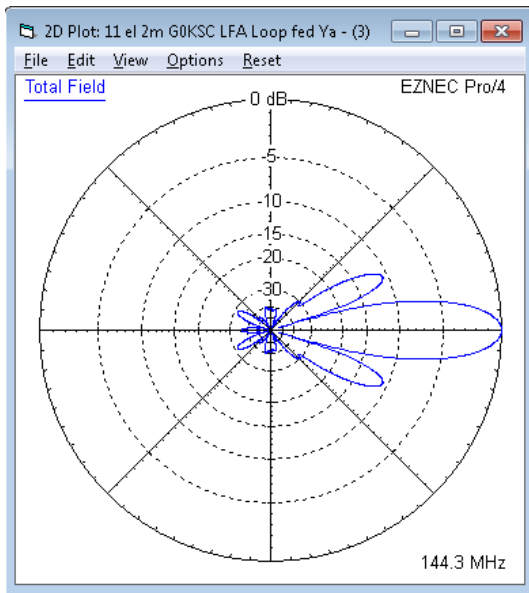 2D Plot: 11 el 2m G0KSC LFA Loop fed Ya - (3)
File Edit View Options Reset
Total Field
EZNEC Pro/4
0 dB
-5
-10
-15
-20
-30
144.3 MHz